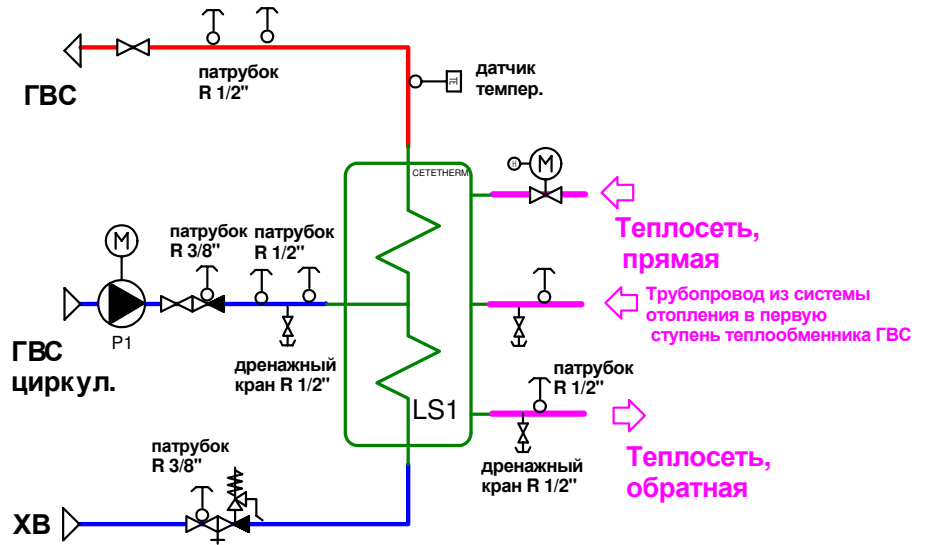 патрубок
R 1/2"
ГВС
датчик
темпер.
TE
CETETHERM
H
M
Теплосеть,
прямая
M
патрубок
R 3/8"
патрубок
R 1/2"
P1
ГВС
циркул.
дренажный
кран R 1/2"
Трубопровод из системы
отопления в первую
ступень теплообменника ГВС
LS1
патрубок
R 1/2"
дренажный
кран R 1/2"
Теплосеть,
обратная
патрубок
R 3/8"
ХВ